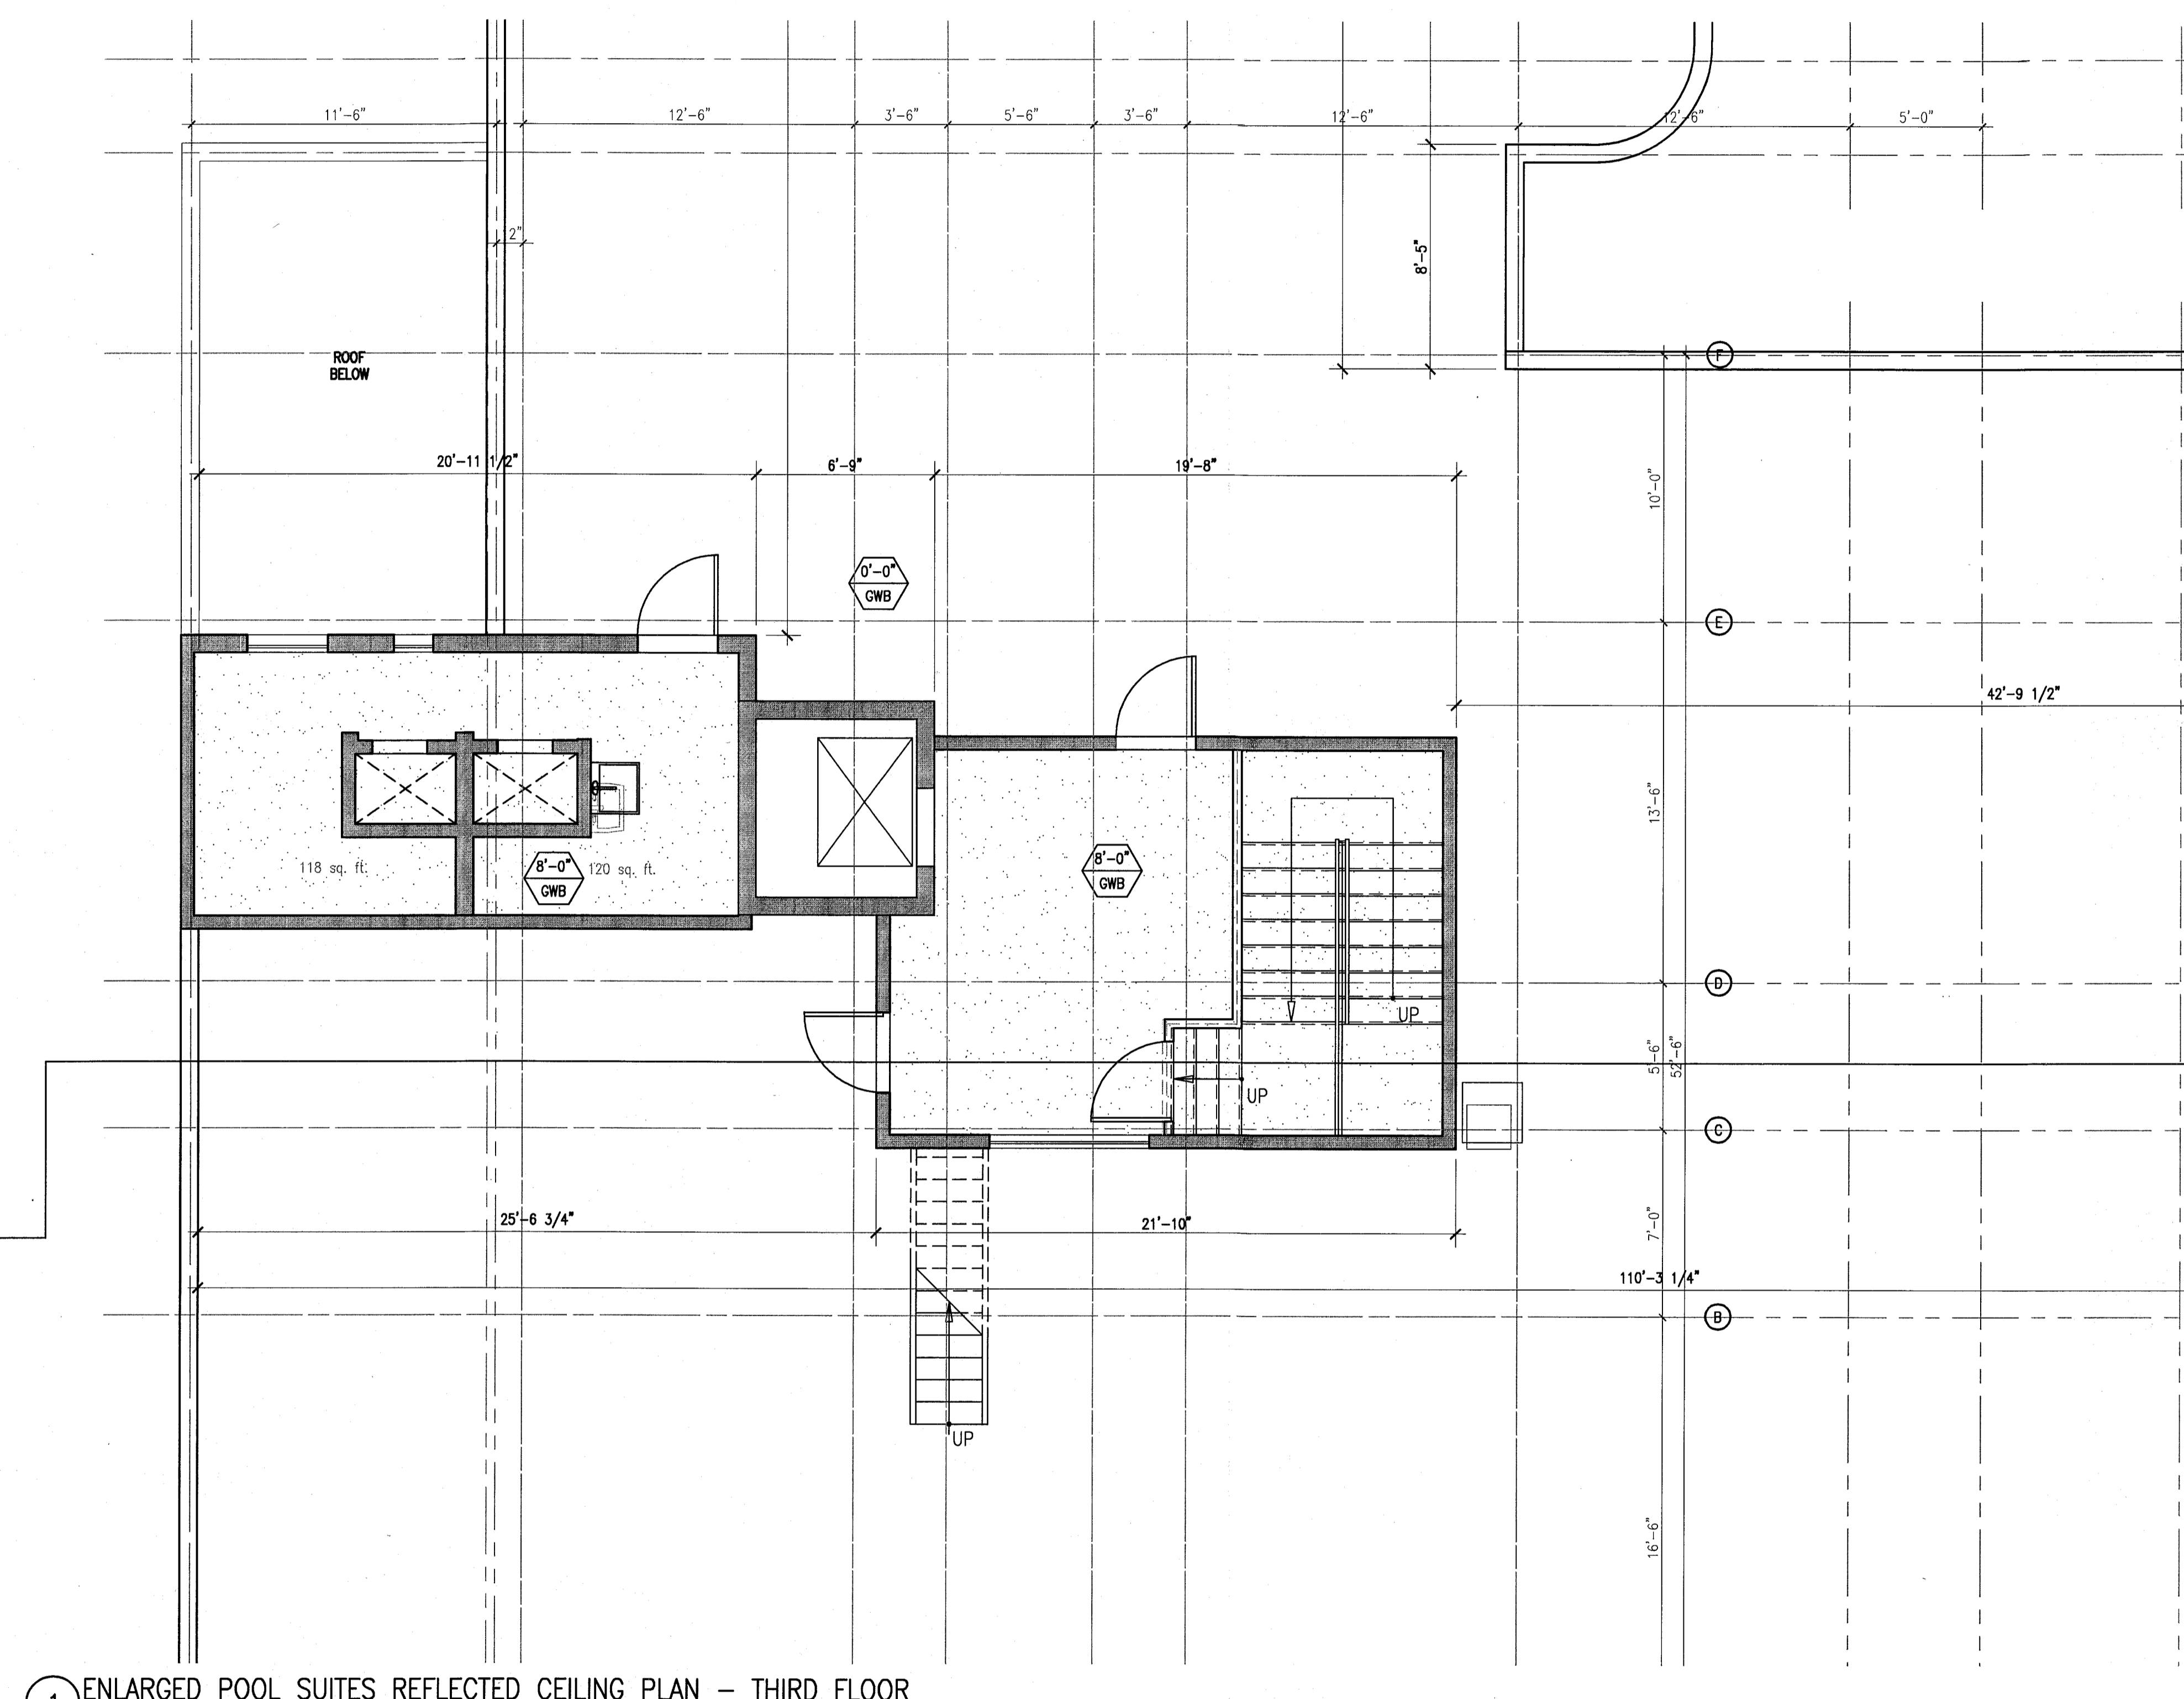 11'-6"
12'-6"
3'-6"
5'-6"
3'-6"
12'-6"
12'-6"
5'-0"
2"
8'-5"
ROOF
BELOW
F
20'-11 1/2"
6'-9"
19'-8"
10'-0"
0'-0"
GWB
E
42'-9 1/2"
13'-6"
118 sq. ft.
8'-0"
GWB
120 sq. ft.
8'-0"
GWB
D
UP
5'-6"
52'-6"
UP
C
25'-6 3/4"
21'-10"
7'-0"
110'-3 1/4"
B
UP
16'-6"
1
ENLARGED POOL SUITES REFLECTED CEILING PLAN – THIRD FLOOR